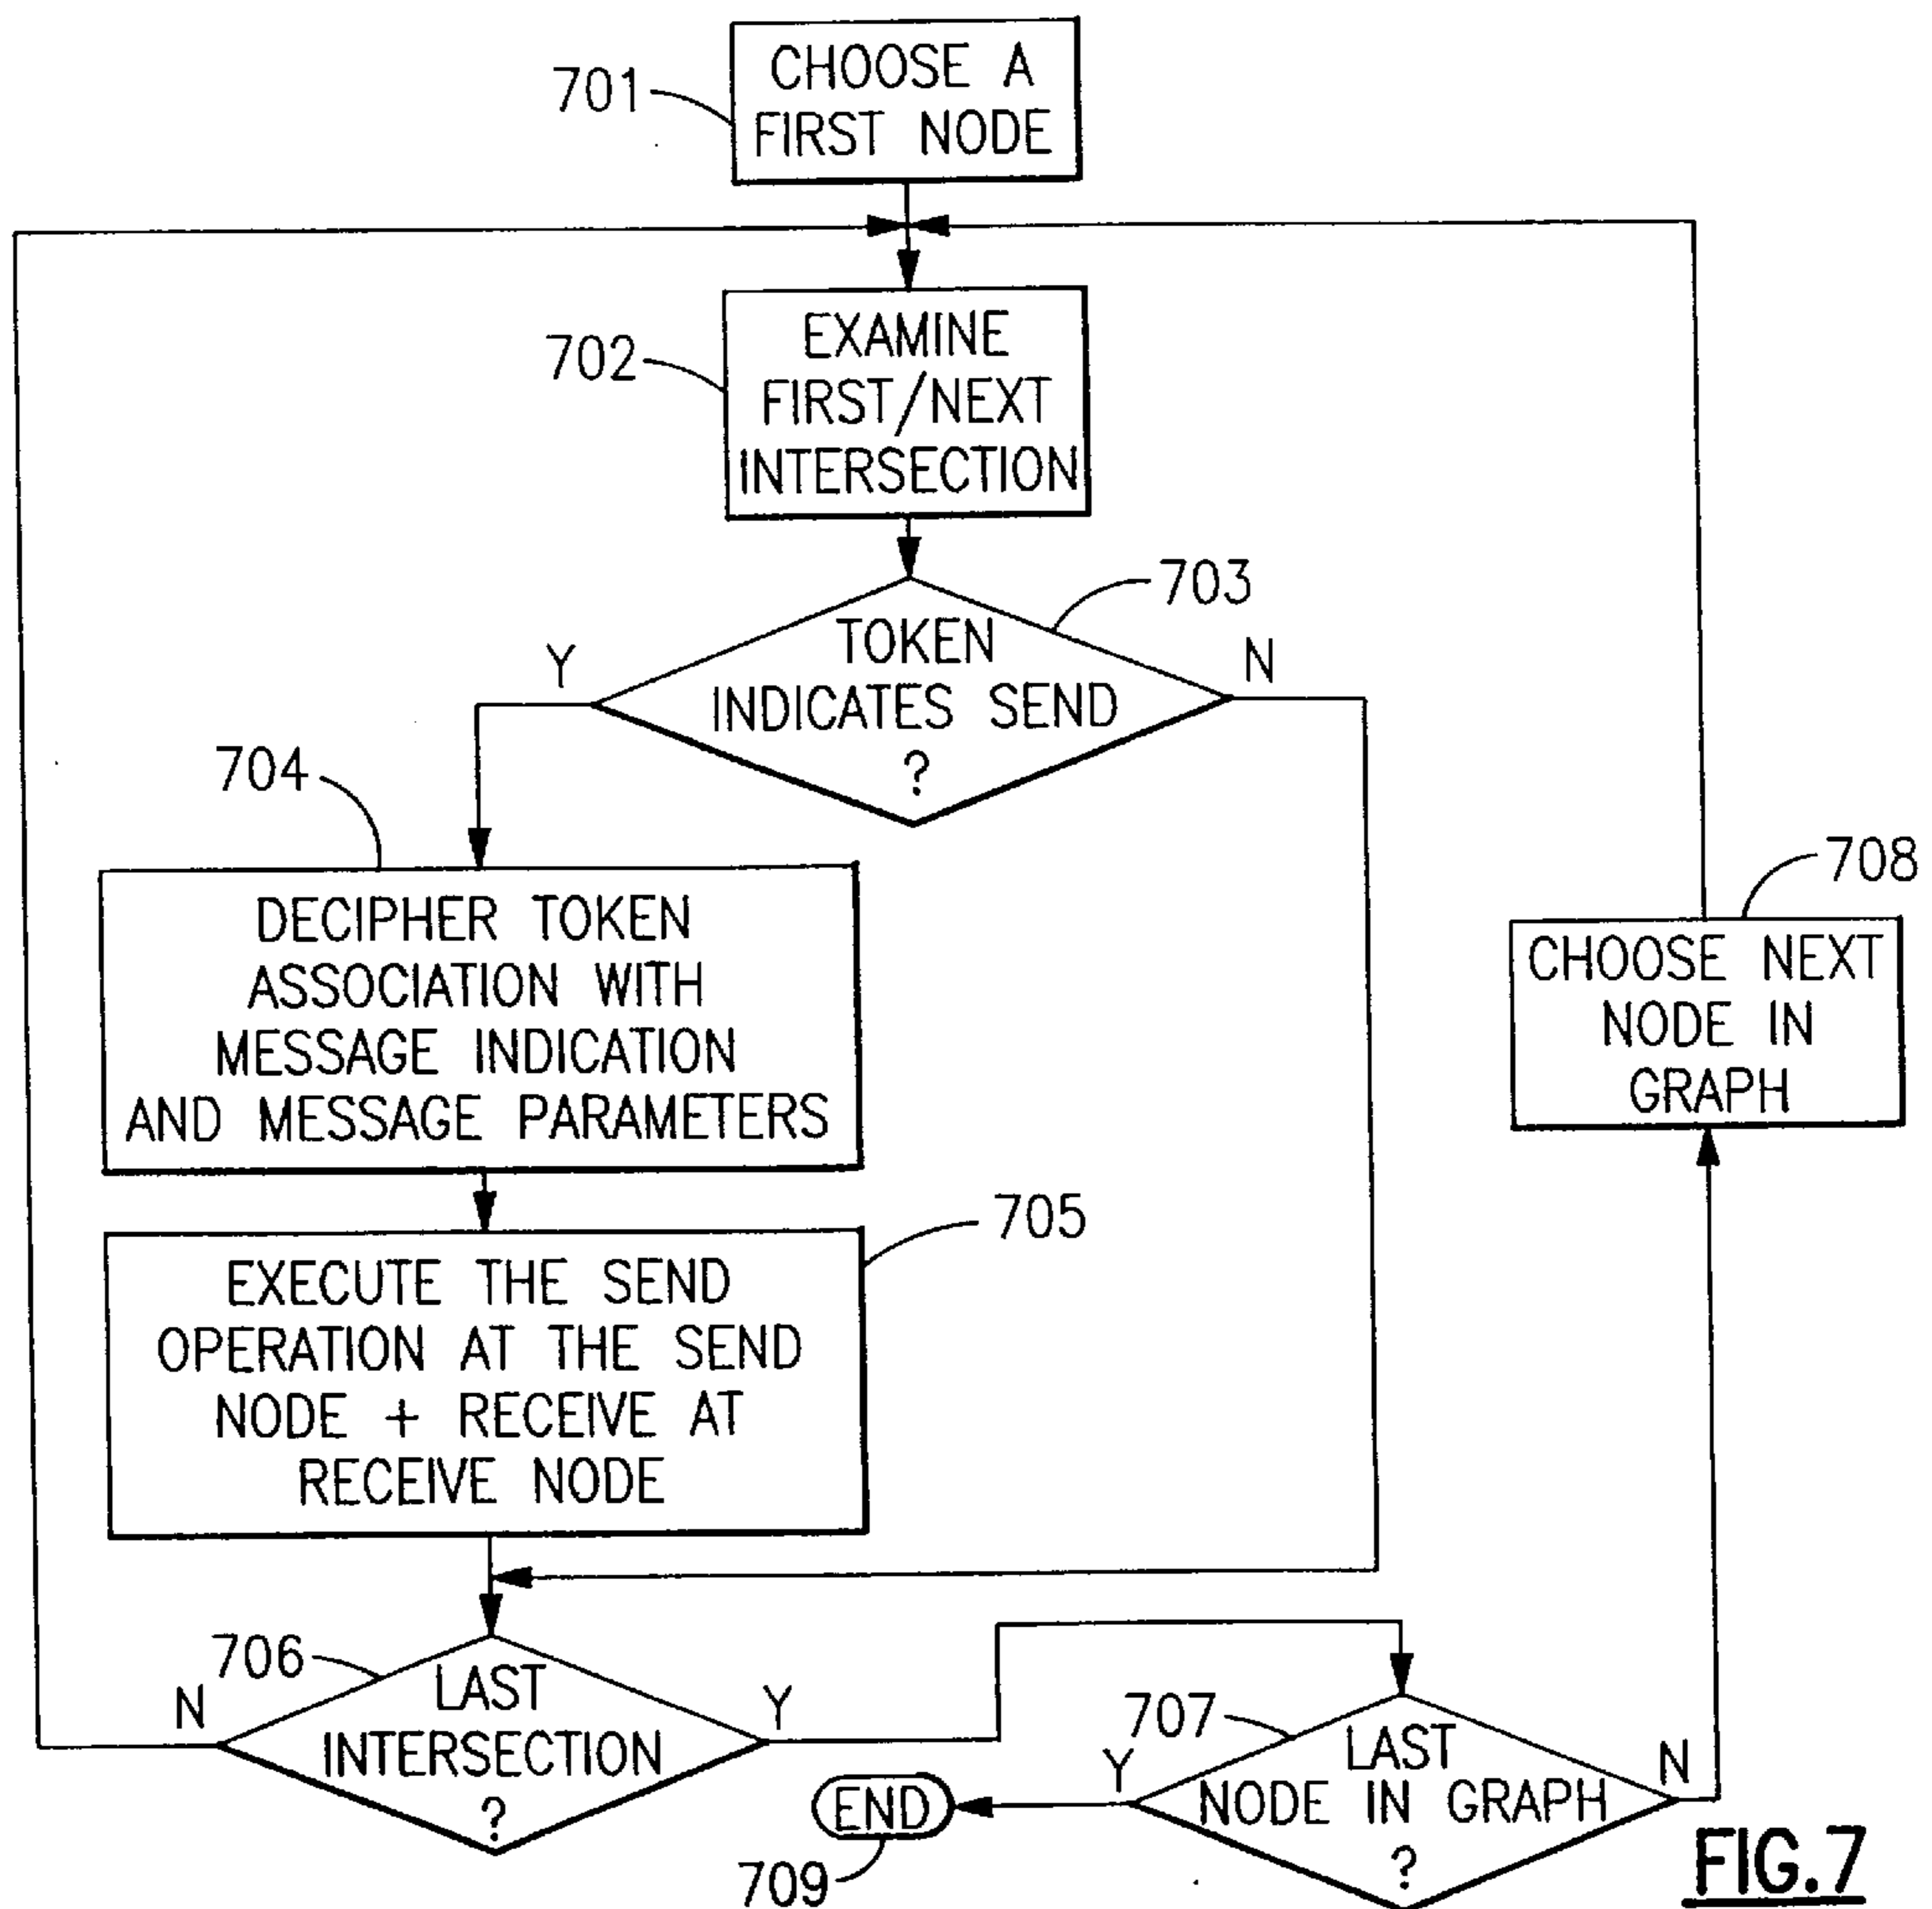 CHOOSE A
FIRST NODE
701
EXAMINE
FIRST/NEXT
INTERSECTION
702
703
TOKEN
INDICATES SEND
?
Y
N
704
DECIPHER TOKEN
ASSOCIATION WITH
MESSAGE INDICATION
AND MESSAGE PARAMETERS
708
CHOOSE NEXT
NODE IN
GRAPH
705
EXECUTE THE SEND
OPERATION AT THE SEND
NODE + RECEIVE AT
RECEIVE NODE
706
LAST
INTERSECTION
?
N
Y
707
LAST
NODE IN GRAPH
?
Y
N
END
709
FIG.7